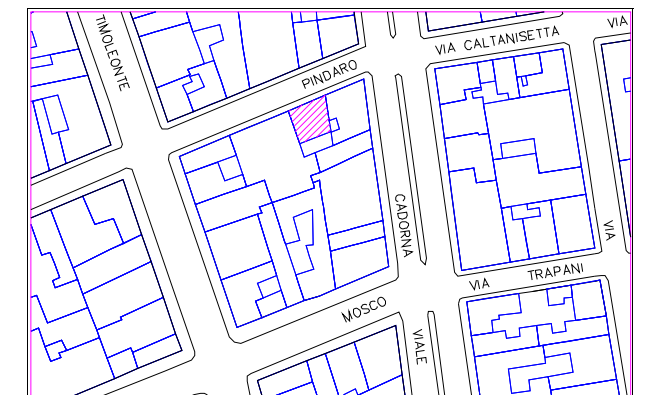 TIMOLEONTE
PINDARO
VIA CALTANISETTA
VIA
CADORNA
VIA
VIA TRAPANI
MOSCO
VIALE